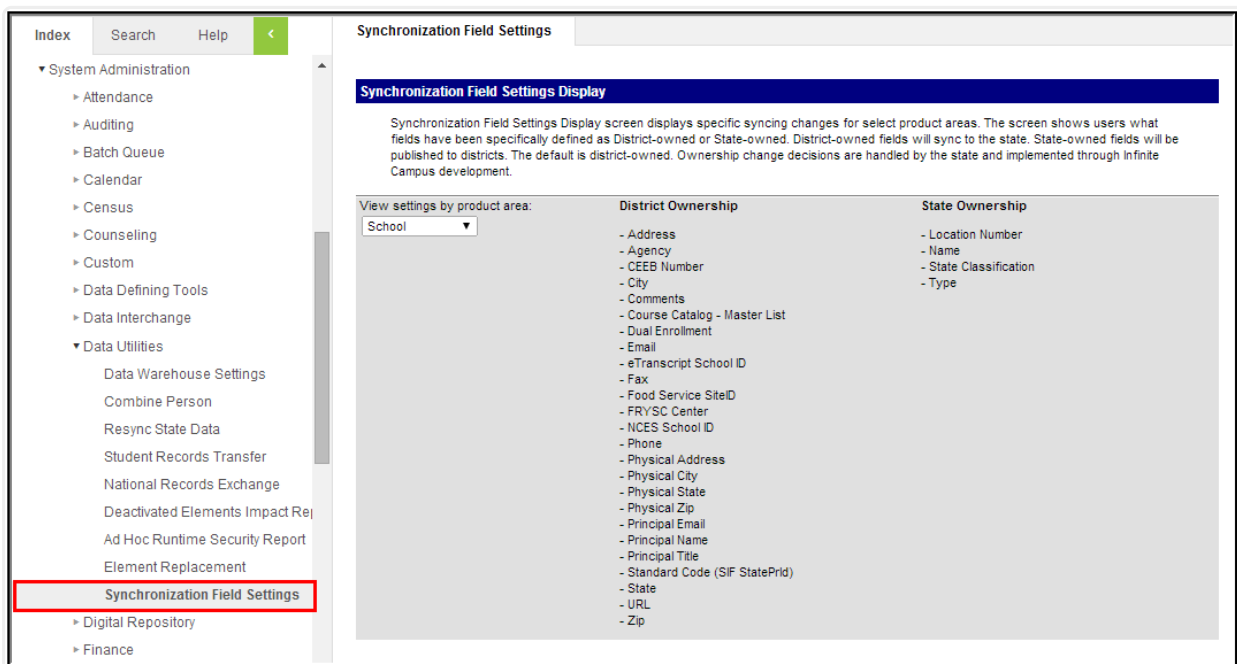 Index Search Help <
System Administration
Attendance
Auditing
Batch Queue
Calendar
Census
Counseling
Custom
Data Defining Tools
Data Interchange
Data Utilities
Data Warehouse Settings
Combine Person
Resync State Data
Student Records Transfer
National Records Exchange
Deactivated Elements Impact Rep
Ad Hoc Runtime Security Report
Element Replacement
Synchronization Field Settings
Digital Repository
Finance
Synchronization Field Settings
Synchronization Field Settings Display
Synchronization Field Settings Display screen displays specific syncing changes for select product areas. The screen shows users what
fields have been specifically defined as District-owned or State-owned. District-owned fields will sync to the state. State-owned fields will be
published to districts. The default is district-owned. Ownership change decisions are handled by the state and implemented through Infinite
Campus development.
View settings by product area:
School
District Ownership
- Address
- Agency
- CEEB Number
- City
- Comments
- Course Catalog - Master List
- Dual Enrollment
- Email
- eTranscript School ID
- Fax
- Food Service SiteID
- FRYSC Center
- NCES School ID
- Phone
- Physical Address
- Physical City
- Physical State
- Physical Zip
- Principal Email
- Principal Name
- Principal Title
- Standard Code (SIF StatePrId)
- State
- URL
- Zip
State Ownership
- Location Number
- Name
- State Classification
- Type